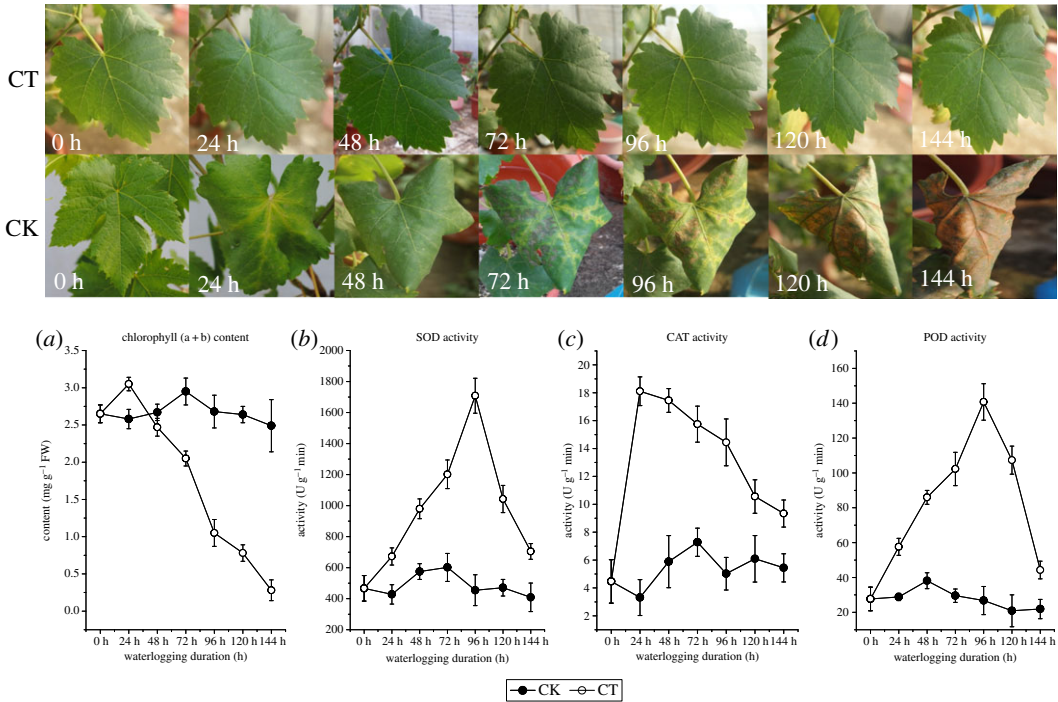 CT
0 h 24 h 48 h 72 h 96 h 120 h 144 h
CK
0 h 24 h 48 h 72 h 96 h 120 h 144 h
(a) chlorophyll (a + b) content
3.5
3.0
2.5
2.0
1.5
1.0
0.5
0.0
content (mg g⁻¹ FW)
0 h 24 h 48 h 72 h 96 h 120 h 144 h
waterlogging duration (h)
(b) SOD activity
2000
1800
1600
1400
1200
1000
800
600
400
200
activity (U g⁻¹ min)
0 h 24 h 48 h 72 h 96 h 120 h 144 h
waterlogging duration (h)
(c) CAT activity
20
18
16
14
12
10
8
6
4
2
activity (U g⁻¹ min)
0 h 24 h 48 h 72 h 96 h 120 h 144 h
waterlogging duration (h)
(d) POD activity
160
140
120
100
80
60
40
20
activity (U g⁻¹ min)
0 h 24 h 48 h 72 h 96 h 120 h 144 h
waterlogging duration (h)
CK CT